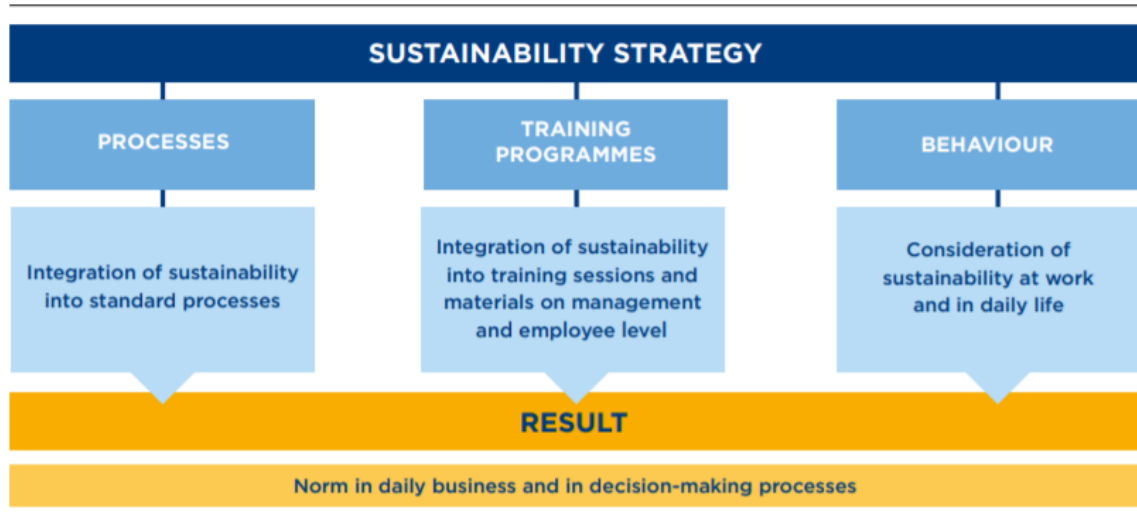 SUSTAINABILITY STRATEGY
PROCESSES
TRAINING
PROGRAMMES
BEHAVIOUR
Integration of sustainability
into standard processes
Integration of sustainability
into training sessions and
materials on management
and employee level
Consideration of
sustainability at work
and in daily life
RESULT
Norm in daily business and in decision-making processes